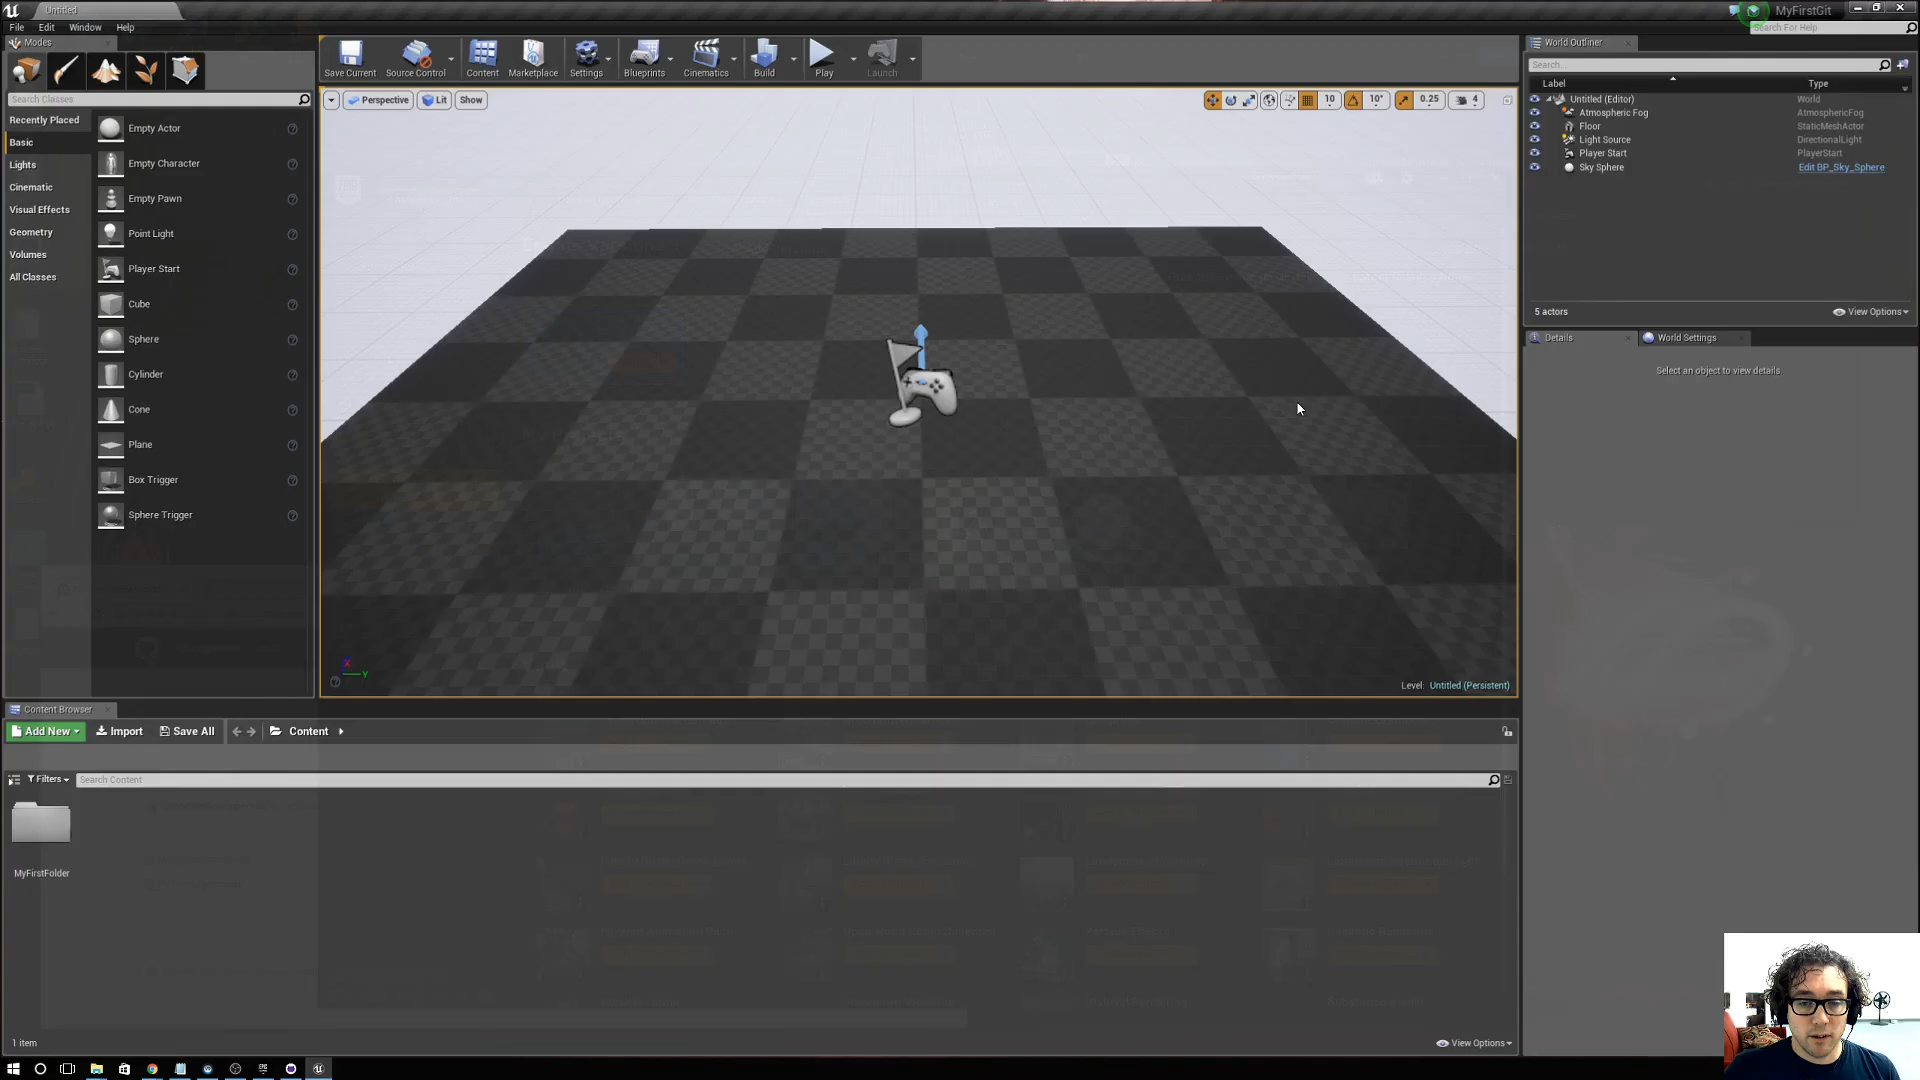 Untitled
MyFirstGit
File Edit Window Help
Search For Help
Modes
Save Current
Source Control
Content
Marketplace
Settings
Blueprints
Cinematics
Build
Play
Launch
World Outliner
Search...
Label
Type
Untitled (Editor)
World
Atmospheric Fog
AtmosphericFog
Floor
StaticMeshActor
Light Source
DirectionalLight
Player Start
PlayerStart
Sky Sphere
Edit BP_Sky_Sphere
5 actors
View Options
Search Classes
Recently Placed
Basic
Lights
Cinematic
Visual Effects
Geometry
Volumes
All Classes
Empty Actor
Empty Character
Empty Pawn
Point Light
Player Start
Cube
Sphere
Cylinder
Cone
Plane
Box Trigger
Sphere Trigger
Perspective
Lit
Show
10
10°
0.25
4
X
Y
Level: Untitled (Persistent)
Details
World Settings
Select an object to view details
Content Browser
Add New
Import
Save All
Content
Filters
Search Content
MyFirstFolder
1 item
View Options